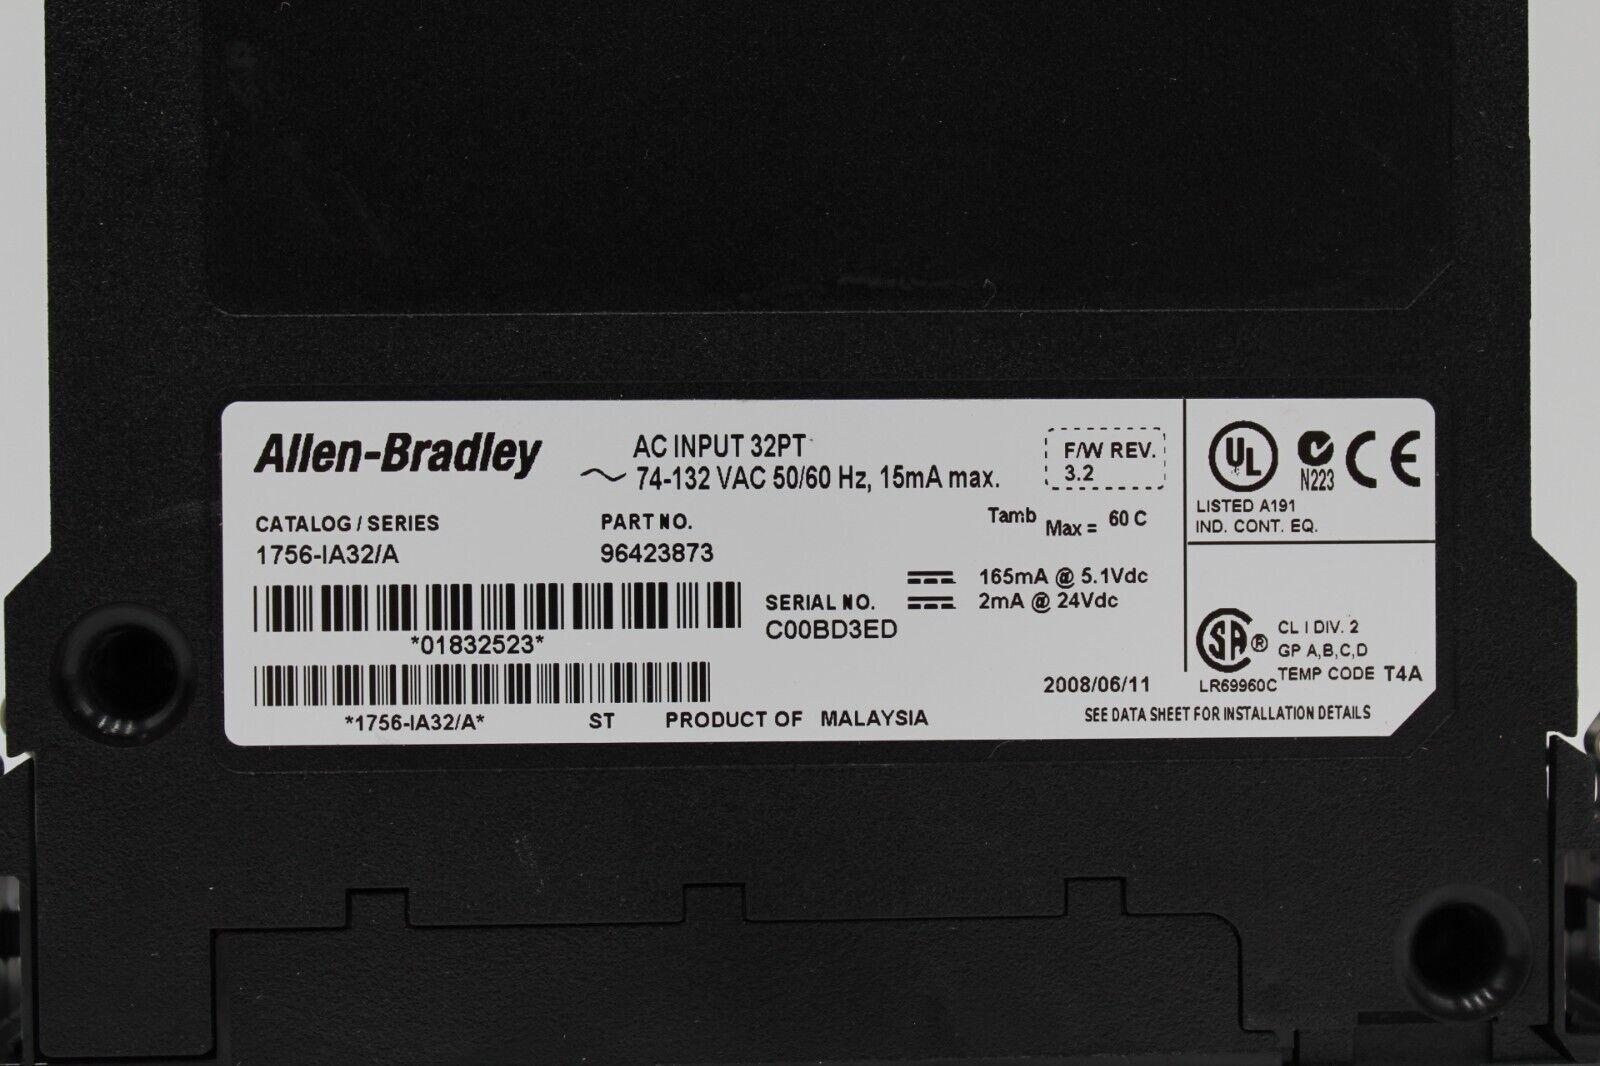 Allen-Bradley
AC INPUT 32PT
74-132 VAC 50/60 Hz, 15mA max.
F/W REV.
3.2
CATALOG / SERIES
1756-IA32/A
PART NO.
96423873
Tamb Max = 60 C
165mA @ 5.1Vdc
2mA @ 24Vdc
SERIAL NO.
C00BD3ED
*01832523*
*1756-IA32/A*
ST PRODUCT OF MALAYSIA
2008/06/11
SEE DATA SHEET FOR INSTALLATION DETAILS
UL
N223
CE
LISTED A191
IND. CONT. EQ.
SA ®
CL I DIV. 2
GP A,B,C,D
TEMP CODE T4A
LR69960C